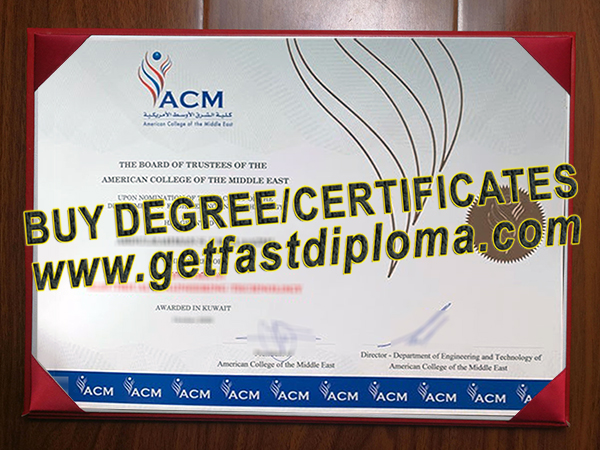 ACM
كلية الشرق الأوسط الأمريكية
American College of the Middle East
THE BOARD OF TRUSTEES OF THE
AMERICAN COLLEGE OF THE MIDDLE EAST
UPON NOMINATION OF
BUY DEGREE/CERTIFICATES
www.getfastdiploma.com
TECHNOLOGY
AWARDED IN KUWAIT
American College of the Middle East
Director - Department of Engineering and Technology of
American College of the Middle East
ACM ACM ACM ACM ACM ACM ACM ACM ACM ACM